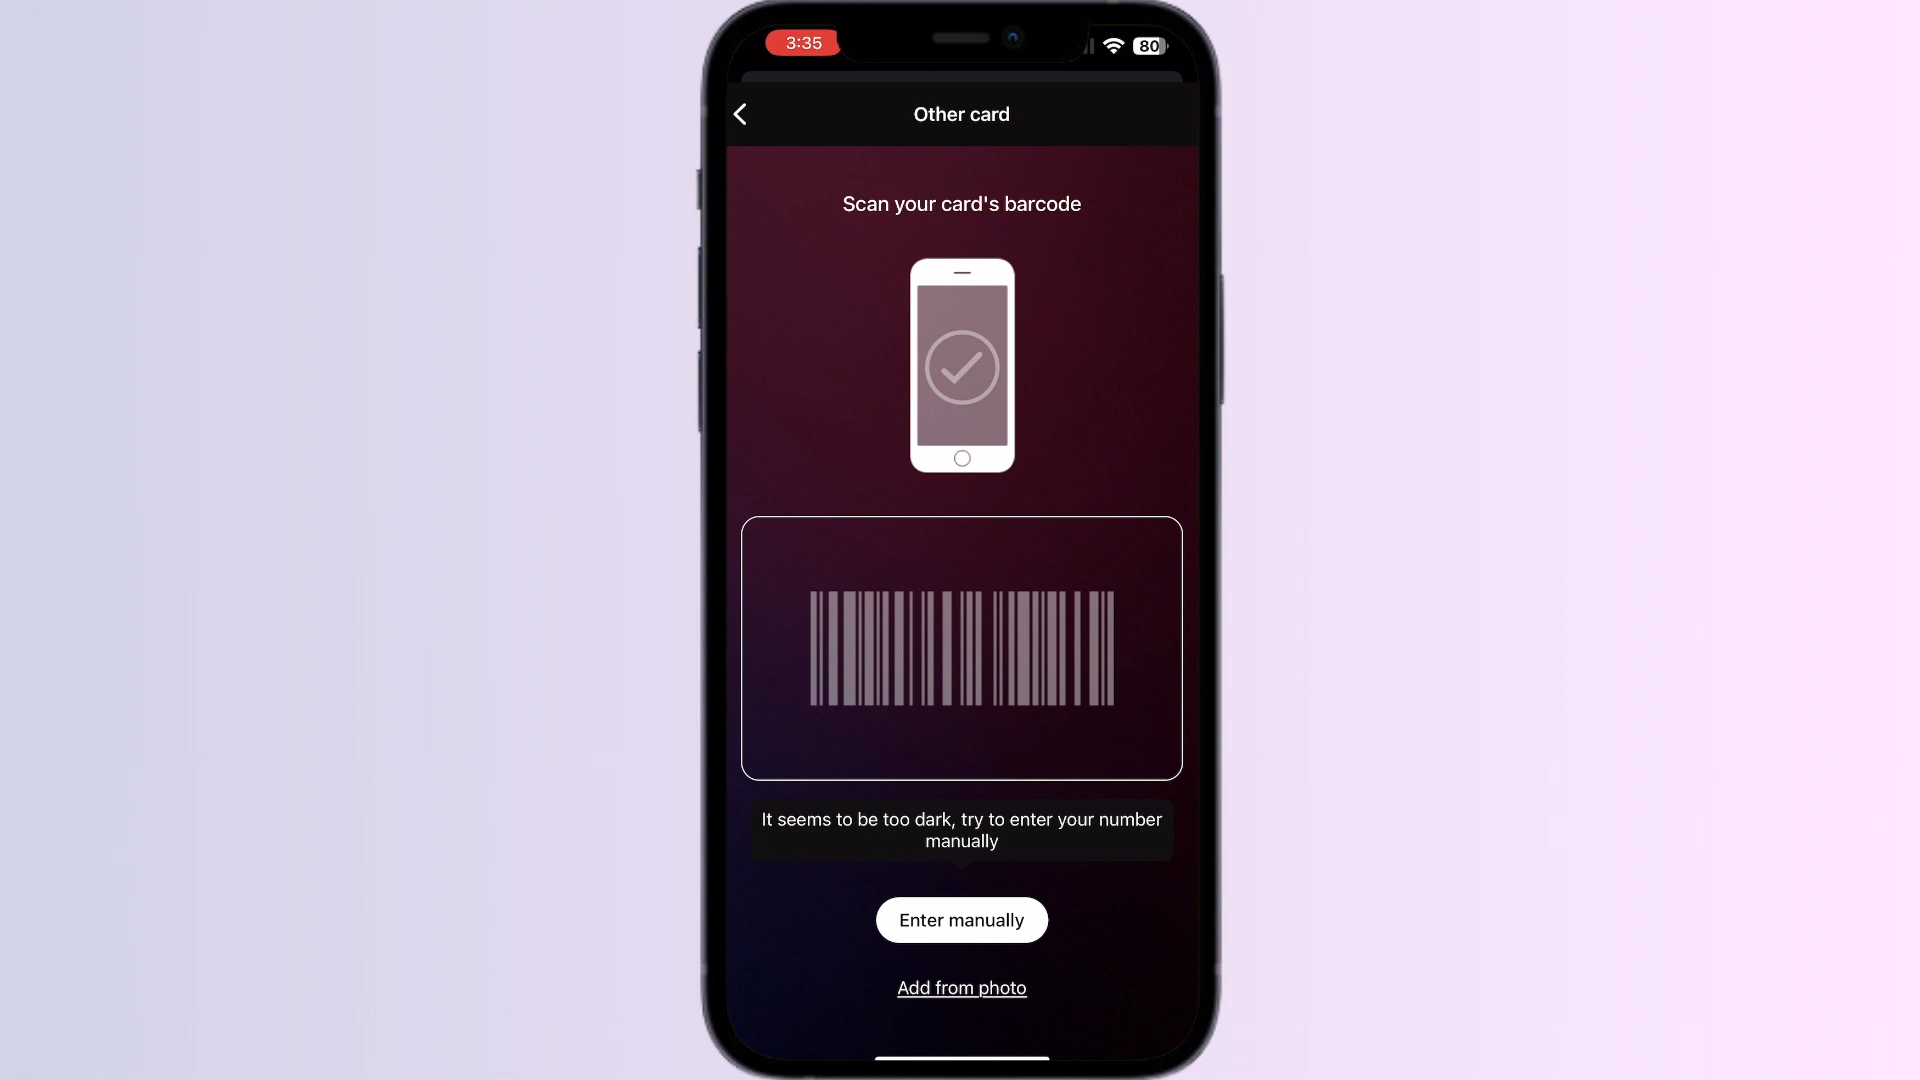 3:35
80
Other card
Scan your card's barcode
It seems to be too dark, try to enter your number
manually
Enter manually
Add from photo